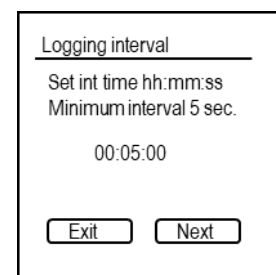 Logging interval
Set int time hh:mm:ss
Minimum interval 5 sec.
00:05:00
Exit Next